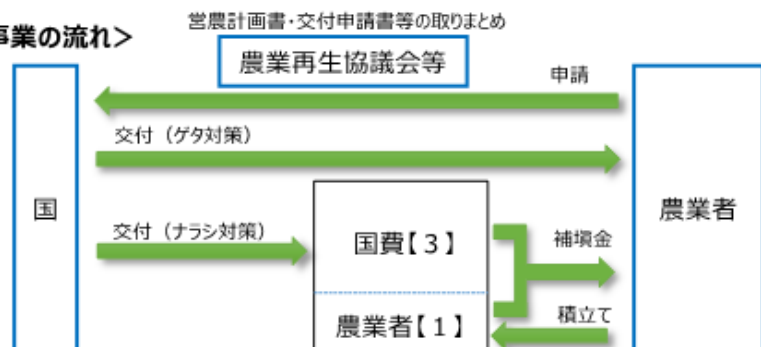 業の流れ>
営農計画書・交付申請書等の取りまとめ
農業再生協議会等
申請
交付（ゲタ対策）
国
農業者
交付（ナラシ対策）
国費【３】
補填金
農業者【１】
積立て